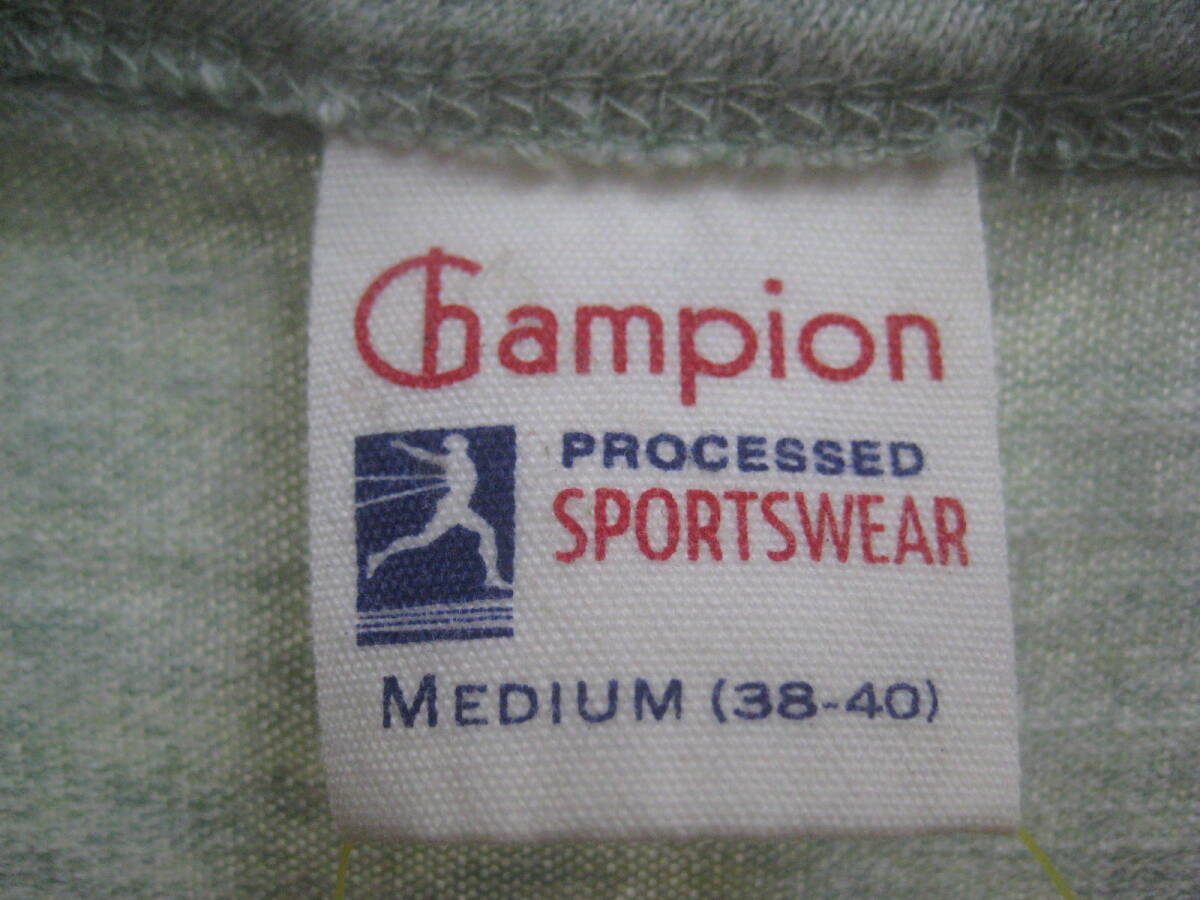 Champion
PROCESSED
SPORTSWEAR
MEDIUM (38-40)